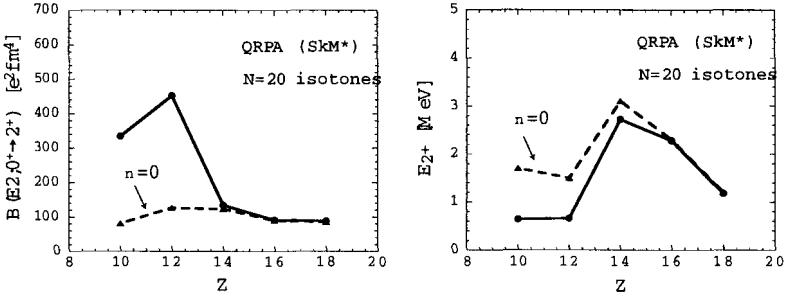 700
600
500
400
300
200
100
0
B(E2;0⁺→2⁺) [e²fm⁴]
QRPA (SkM*)
N=20 isotones
n=0
8 10 12 14 16 18 20
Z
5
4
3
2
1
0
E₂₊ [MeV]
QRPA (SkM*)
N=20 isotones
n=0
8 10 12 14 16 18 20
Z